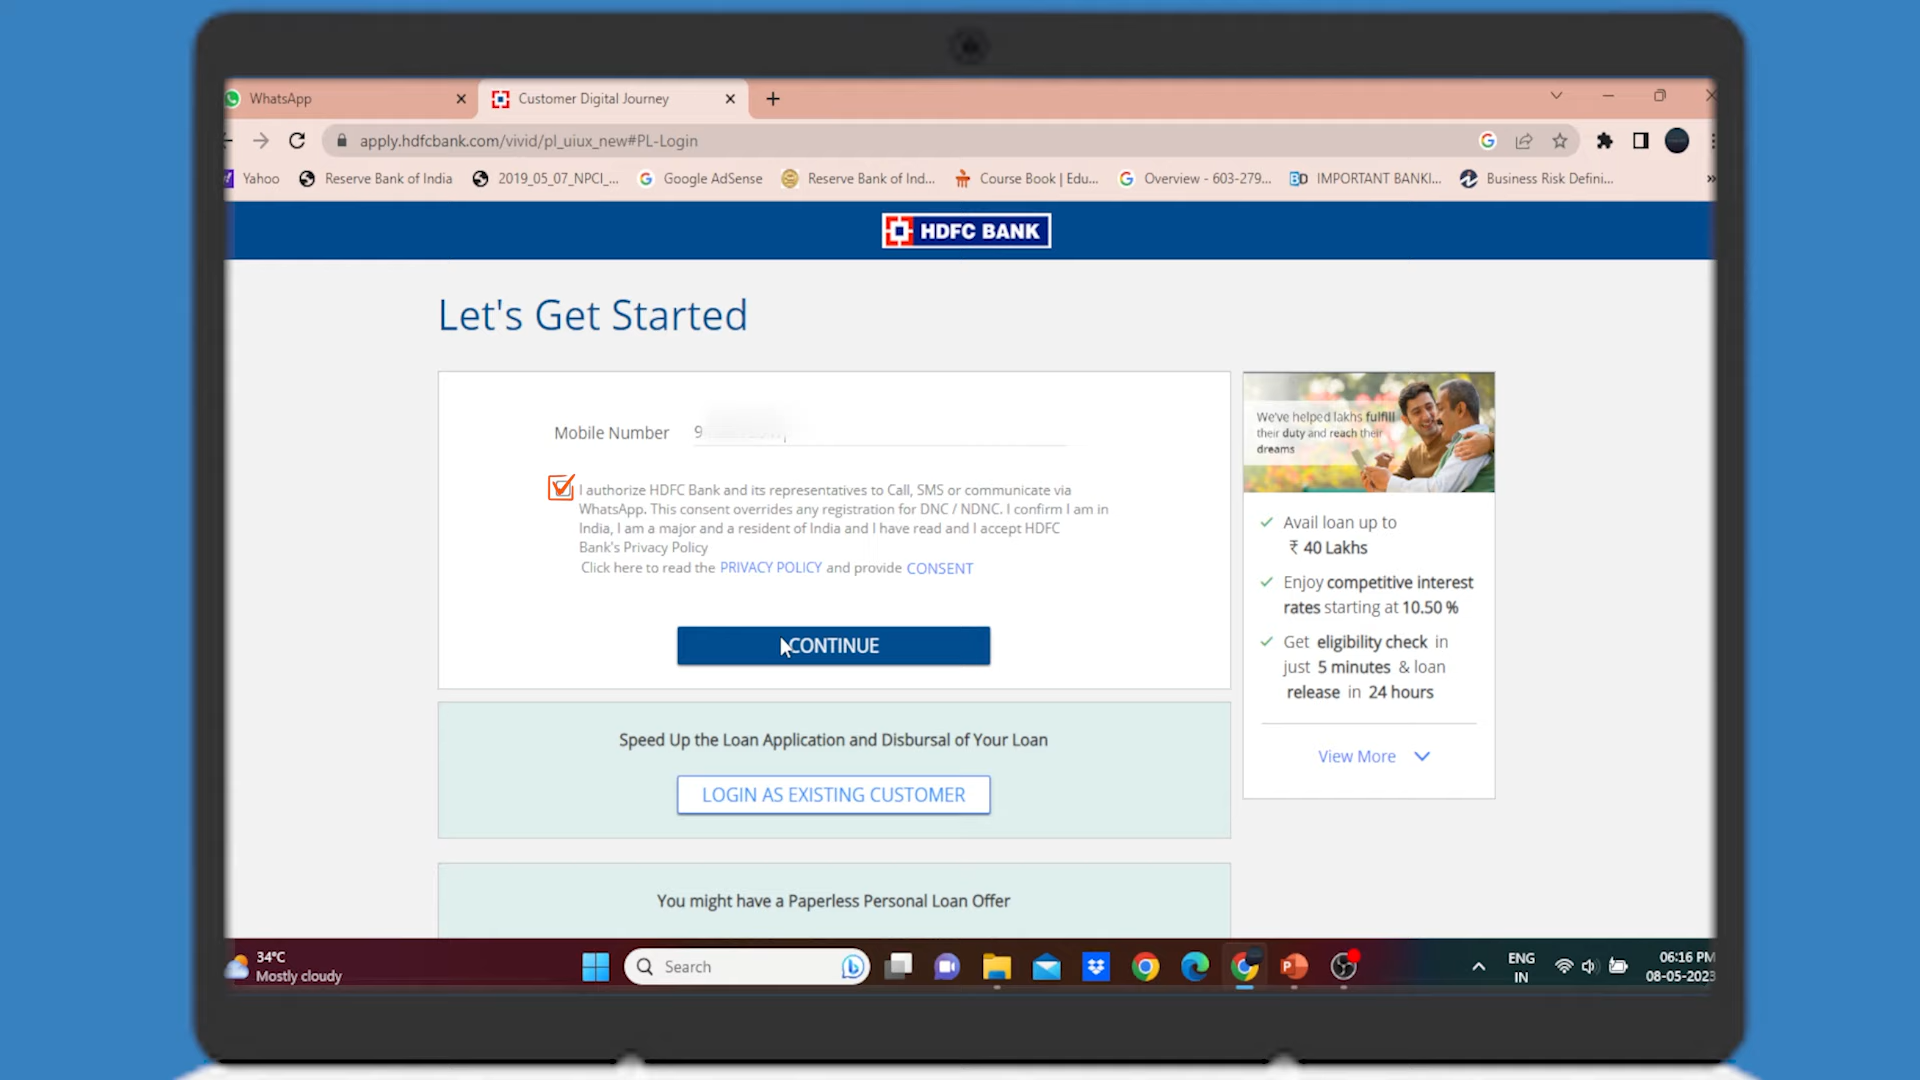 WhatsApp
Customer Digital Journey
apply.hdfcbank.com/vivid/pl_uiux_new#PL-Login
Yahoo Reserve Bank of India 2019_05_07_NPCI_... Google AdSense Reserve Bank of Ind... Course Book | Edu... Overview - 603-279... IMPORTANT BANKI... Business Risk Defini... »
HDFC BANK
Let's Get Started
Mobile Number 9
I authorize HDFC Bank and its representatives to Call, SMS or communicate via
WhatsApp. This consent overrides any registration for DNC / NDNC. I confirm I am in
India, I am a major and a resident of India and I have read and I accept HDFC
Bank's Privacy Policy
Click here to read the PRIVACY POLICY and provide CONSENT
CONTINUE
Speed Up the Loan Application and Disbursal of Your Loan
LOGIN AS EXISTING CUSTOMER
You might have a Paperless Personal Loan Offer
We've helped lakhs fulfill
their duty and reach their
dreams
Avail loan up to
₹ 40 Lakhs
Enjoy competitive interest
rates starting at 10.50 %
Get eligibility check in
just 5 minutes & loan
release in 24 hours
View More
34°C
Mostly cloudy
Search
ENG
IN
06:16 PM
08-05-2023